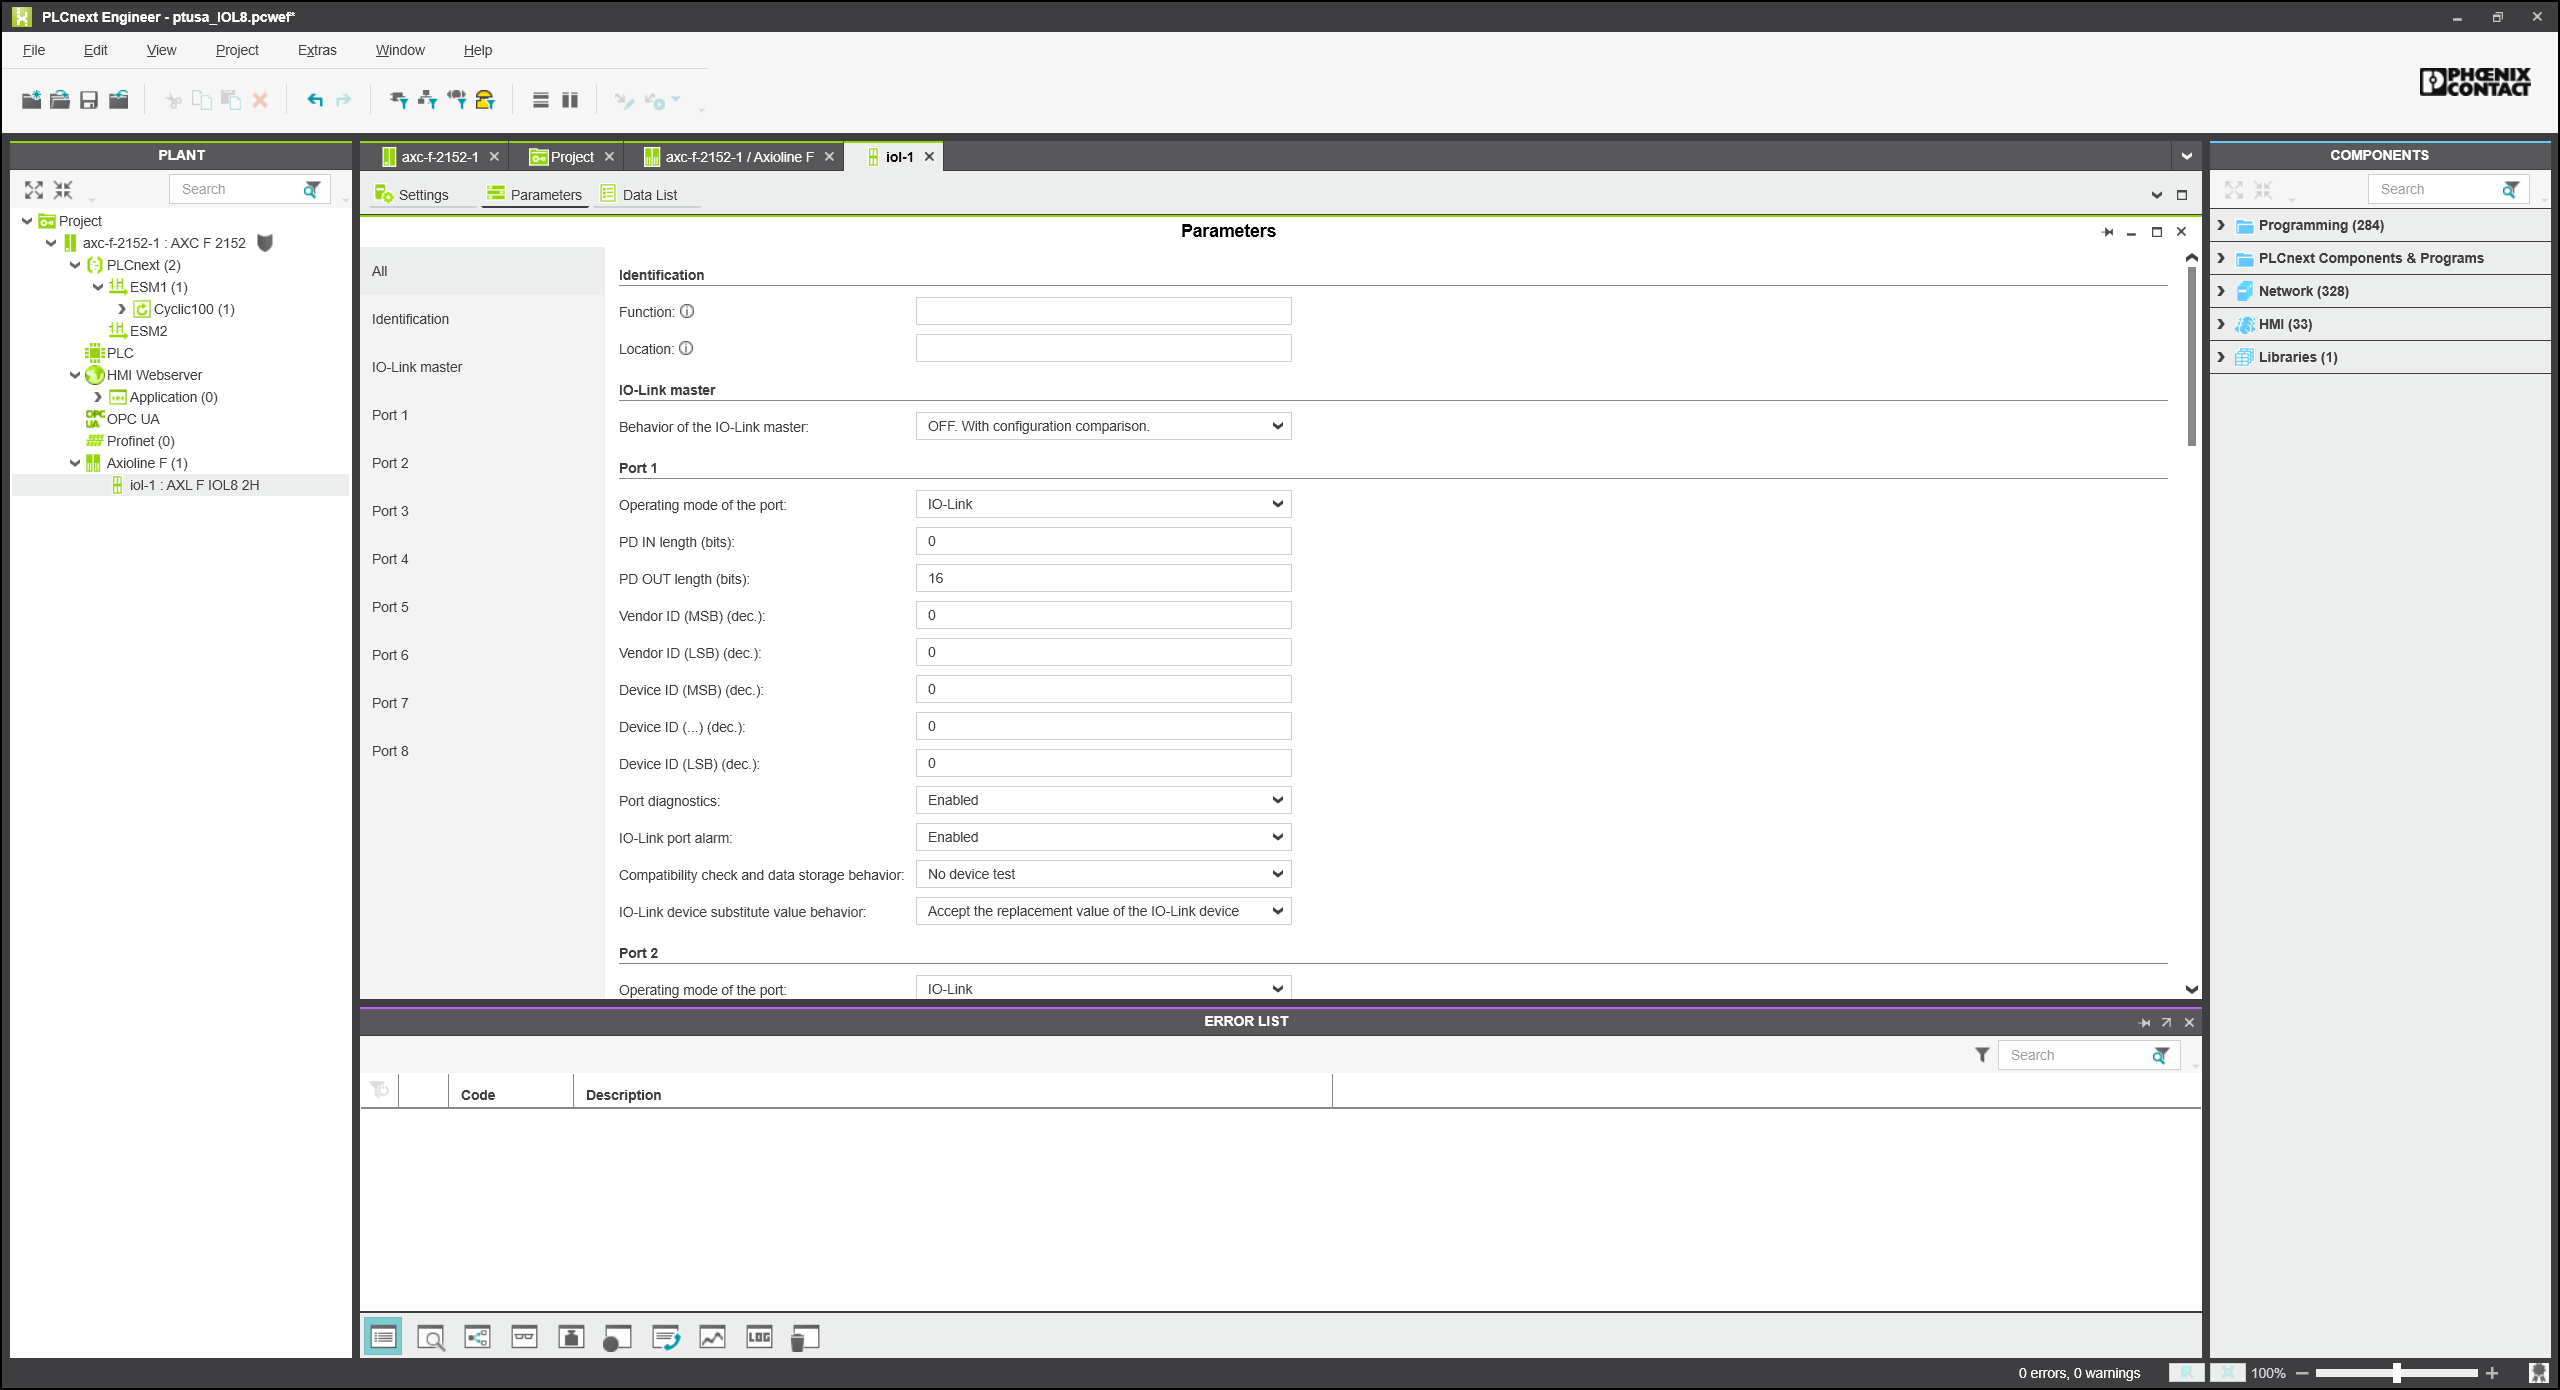 PLCnext Engineer - ptusa_IOL8.pcwef*
File Edit View Project Extras Window Help
PHŒNIX
CONTACT
PLANT
Search
Project
axc-f-2152-1 : AXC F 2152
PLCnext (2)
ESM1 (1)
Cyclic100 (1)
ESM2
PLC
HMI Webserver
Application (0)
OPC UA
OPC UA
Profinet (0)
Axioline F (1)
iol-1 : AXL F IOL8 2H
axc-f-2152-1 Project axc-f-2152-1 / Axioline F iol-1
Settings Parameters Data List
Parameters
All
Identification
IO-Link master
Port 1
Port 2
Port 3
Port 4
Port 5
Port 6
Port 7
Port 8
Identification
Function:
Location:
IO-Link master
Behavior of the IO-Link master: OFF. With configuration comparison.
Port 1
Operating mode of the port: IO-Link
PD IN length (bits): 0
PD OUT length (bits): 16
Vendor ID (MSB) (dec.): 0
Vendor ID (LSB) (dec.): 0
Device ID (MSB) (dec.): 0
Device ID (...) (dec.): 0
Device ID (LSB) (dec.): 0
Port diagnostics: Enabled
IO-Link port alarm: Enabled
Compatibility check and data storage behavior: No device test
IO-Link device substitute value behavior: Accept the replacement value of the IO-Link device
Port 2
Operating mode of the port: IO-Link
ERROR LIST
Search
Code Description
LOG
COMPONENTS
Search
Programming (284)
PLCnext Components & Programs
Network (328)
HMI (33)
Libraries (1)
0 errors, 0 warnings 100%